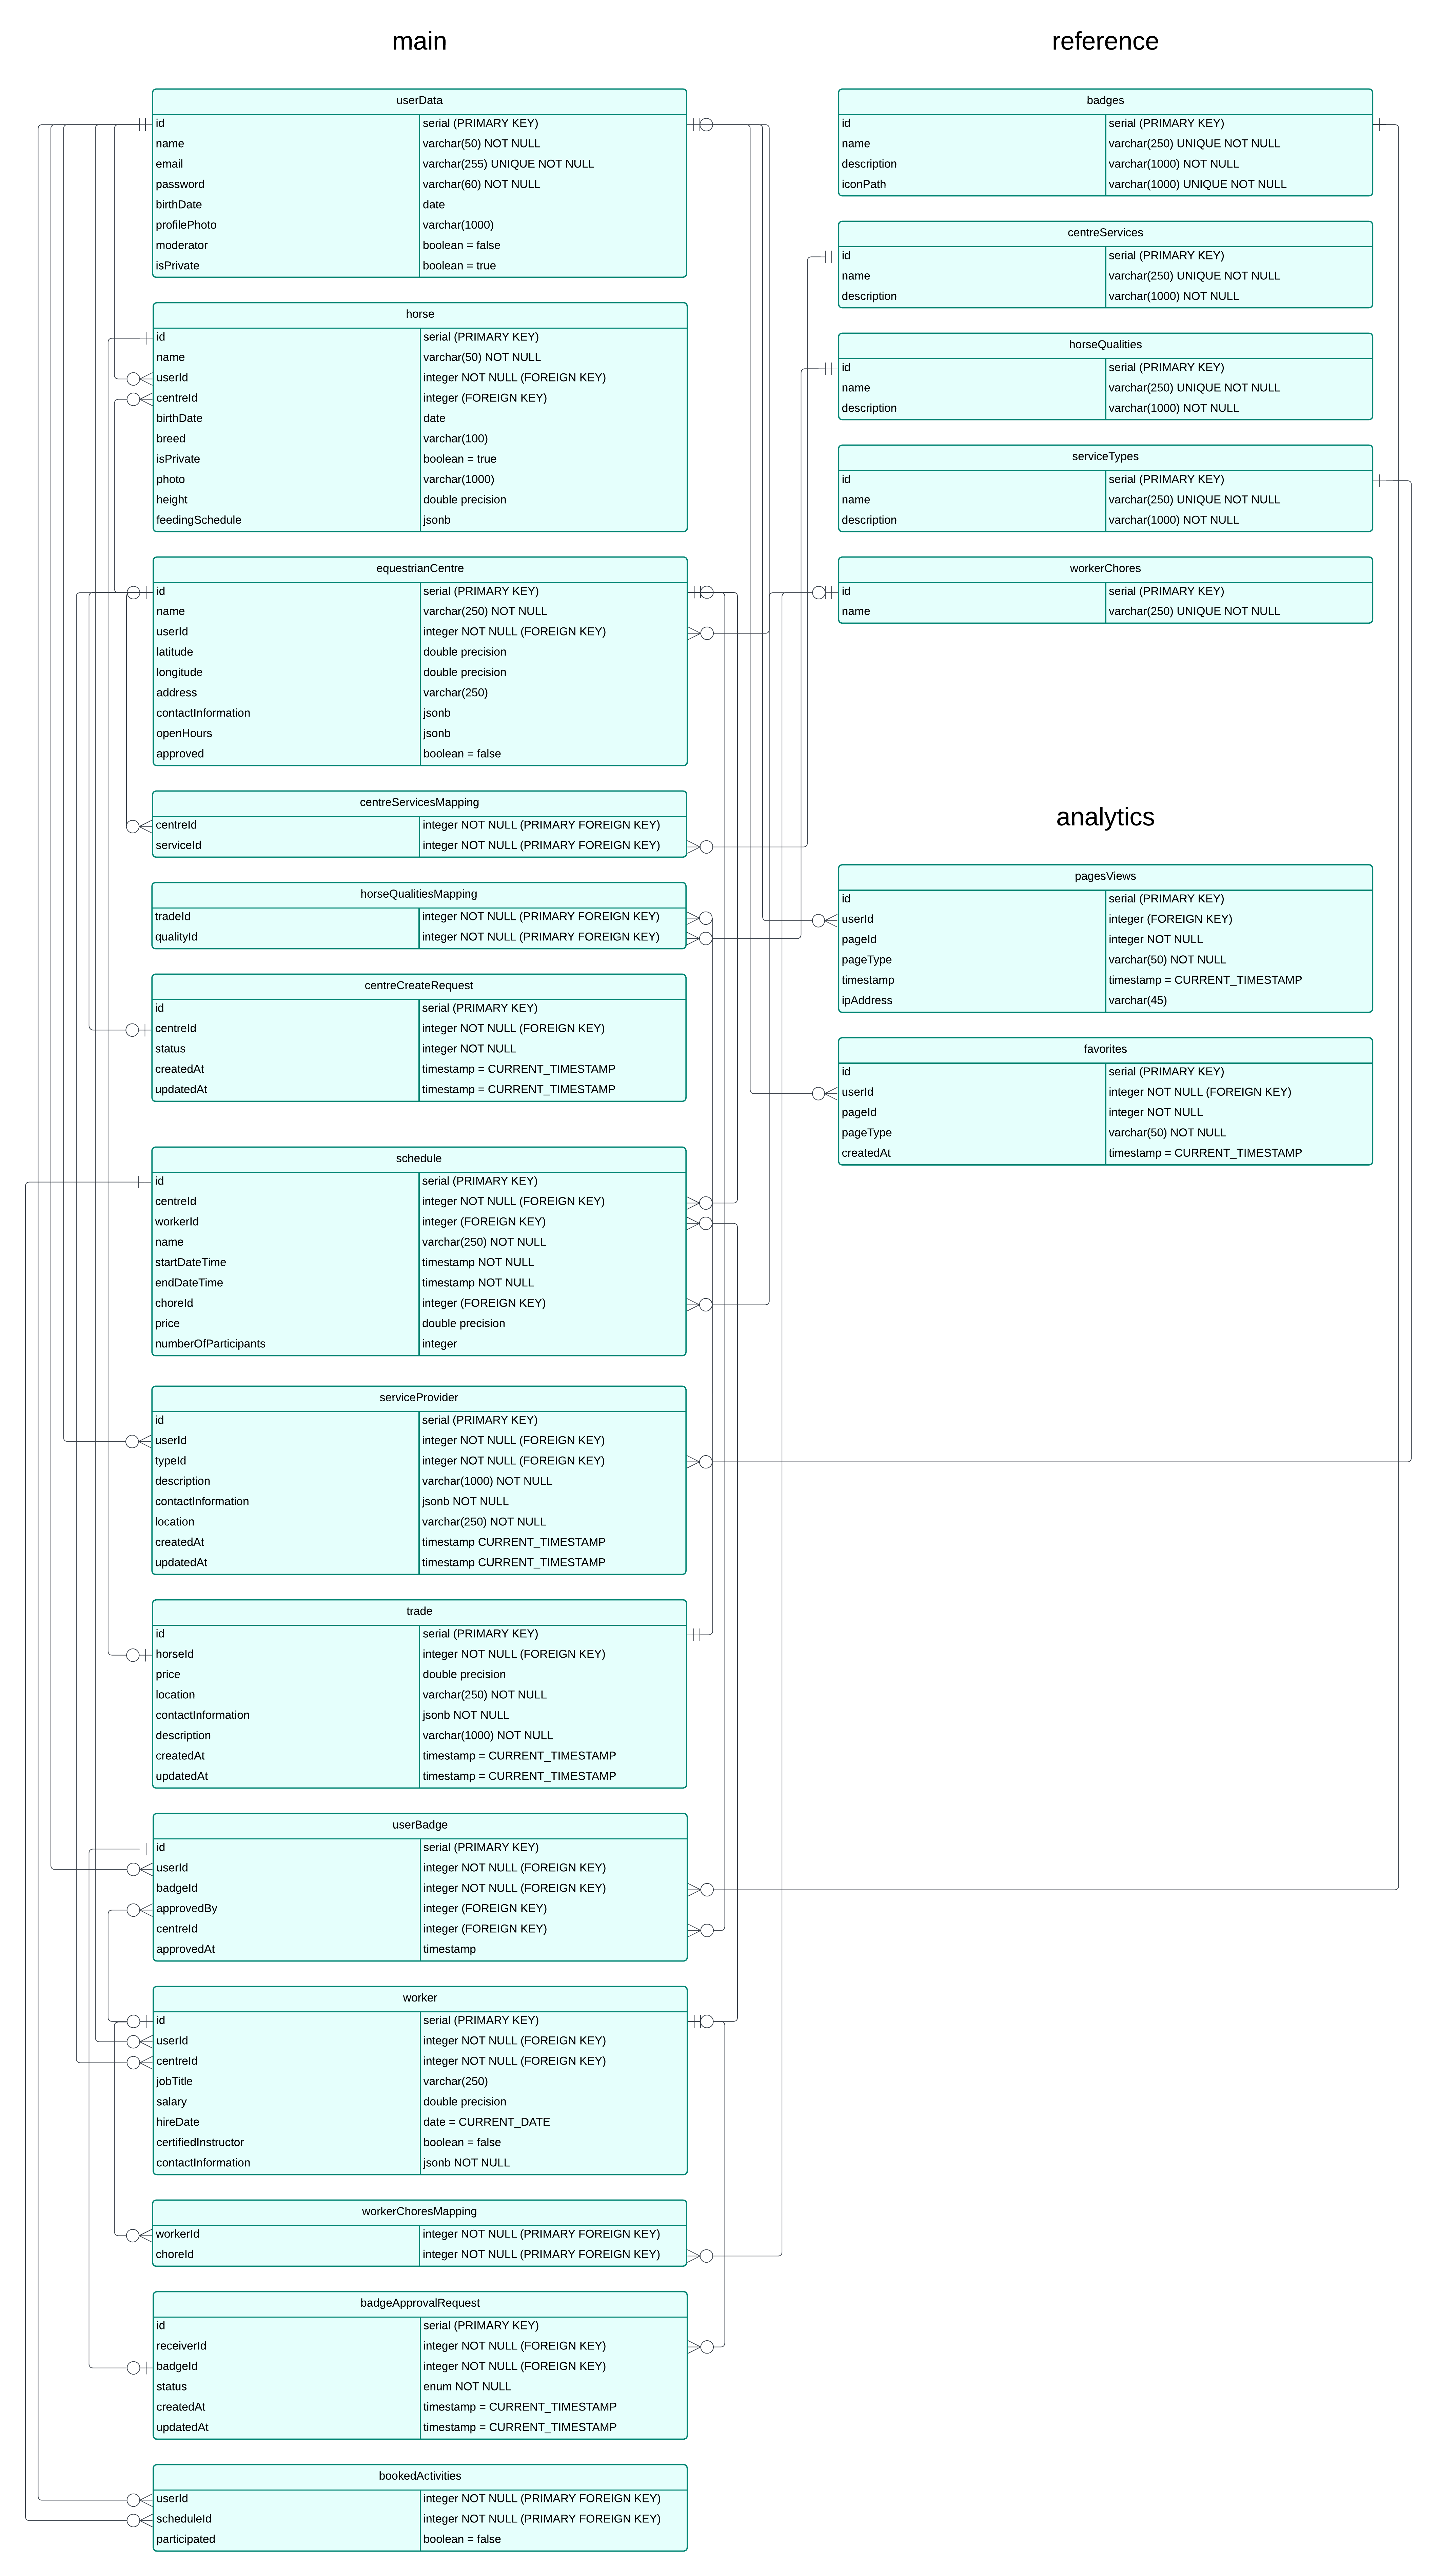 main
userData
id serial (PRIMARY KEY)
name varchar(50) NOT NULL
email varchar(255) UNIQUE NOT NULL
password varchar(60) NOT NULL
birthDate date
profilePhoto varchar(1000)
moderator boolean = false
isPrivate boolean = true
horse
id serial (PRIMARY KEY)
name varchar(50) NOT NULL
userId integer NOT NULL (FOREIGN KEY)
centreId integer (FOREIGN KEY)
birthDate date
breed varchar(100)
isPrivate boolean = true
photo varchar(1000)
height double precision
feedingSchedule jsonb
equestrianCentre
id serial (PRIMARY KEY)
name varchar(250) NOT NULL
userId integer NOT NULL (FOREIGN KEY)
latitude double precision
longitude double precision
address varchar(250)
contactInformation jsonb
openHours jsonb
approved boolean = false
centreServicesMapping
centreId integer NOT NULL (PRIMARY FOREIGN KEY)
serviceId integer NOT NULL (PRIMARY FOREIGN KEY)
horseQualitiesMapping
tradeId integer NOT NULL (PRIMARY FOREIGN KEY)
qualityId integer NOT NULL (PRIMARY FOREIGN KEY)
centreCreateRequest
id serial (PRIMARY KEY)
centreId integer NOT NULL (FOREIGN KEY)
status integer NOT NULL
createdAt timestamp = CURRENT_TIMESTAMP
updatedAt timestamp = CURRENT_TIMESTAMP
schedule
id serial (PRIMARY KEY)
centreId integer NOT NULL (FOREIGN KEY)
workerId integer (FOREIGN KEY)
name varchar(250) NOT NULL
startDateTime timestamp NOT NULL
endDateTime timestamp NOT NULL
choreId integer (FOREIGN KEY)
price double precision
numberOfParticipants integer
serviceProvider
id serial (PRIMARY KEY)
userId integer NOT NULL (FOREIGN KEY)
typeId integer NOT NULL (FOREIGN KEY)
description varchar(1000) NOT NULL
contactInformation jsonb NOT NULL
location varchar(250) NOT NULL
createdAt timestamp CURRENT_TIMESTAMP
updatedAt timestamp CURRENT_TIMESTAMP
trade
id serial (PRIMARY KEY)
horseId integer NOT NULL (FOREIGN KEY)
price double precision
location varchar(250) NOT NULL
contactInformation jsonb NOT NULL
description varchar(1000) NOT NULL
createdAt timestamp = CURRENT_TIMESTAMP
updatedAt timestamp = CURRENT_TIMESTAMP
userBadge
id serial (PRIMARY KEY)
userId integer NOT NULL (FOREIGN KEY)
badgeId integer NOT NULL (FOREIGN KEY)
approvedBy integer (FOREIGN KEY)
centreId integer (FOREIGN KEY)
approvedAt timestamp
worker
id serial (PRIMARY KEY)
userId integer NOT NULL (FOREIGN KEY)
centreId integer NOT NULL (FOREIGN KEY)
jobTitle varchar(250)
salary double precision
hireDate date = CURRENT_DATE
certifiedInstructor boolean = false
contactInformation jsonb NOT NULL
workerChoresMapping
workerId integer NOT NULL (PRIMARY FOREIGN KEY)
choreId integer NOT NULL (PRIMARY FOREIGN KEY)
badgeApprovalRequest
id serial (PRIMARY KEY)
receiverId integer NOT NULL (FOREIGN KEY)
badgeId integer NOT NULL (FOREIGN KEY)
status enum NOT NULL
createdAt timestamp = CURRENT_TIMESTAMP
updatedAt timestamp = CURRENT_TIMESTAMP
bookedActivities
userId integer NOT NULL (PRIMARY FOREIGN KEY)
scheduleId integer NOT NULL (PRIMARY FOREIGN KEY)
participated boolean = false
reference
badges
id serial (PRIMARY KEY)
name varchar(250) UNIQUE NOT NULL
description varchar(1000) NOT NULL
iconPath varchar(1000) UNIQUE NOT NULL
centreServices
id serial (PRIMARY KEY)
name varchar(250) UNIQUE NOT NULL
description varchar(1000) NOT NULL
horseQualities
id serial (PRIMARY KEY)
name varchar(250) UNIQUE NOT NULL
description varchar(1000) NOT NULL
serviceTypes
id serial (PRIMARY KEY)
name varchar(250) UNIQUE NOT NULL
description varchar(1000) NOT NULL
workerChores
id serial (PRIMARY KEY)
name varchar(250) UNIQUE NOT NULL
analytics
pagesViews
id serial (PRIMARY KEY)
userId integer (FOREIGN KEY)
pageId integer NOT NULL
pageType varchar(50) NOT NULL
timestamp timestamp = CURRENT_TIMESTAMP
ipAddress varchar(45)
favorites
id serial (PRIMARY KEY)
userId integer NOT NULL (FOREIGN KEY)
pageId integer NOT NULL
pageType varchar(50) NOT NULL
createdAt timestamp = CURRENT_TIMESTAMP